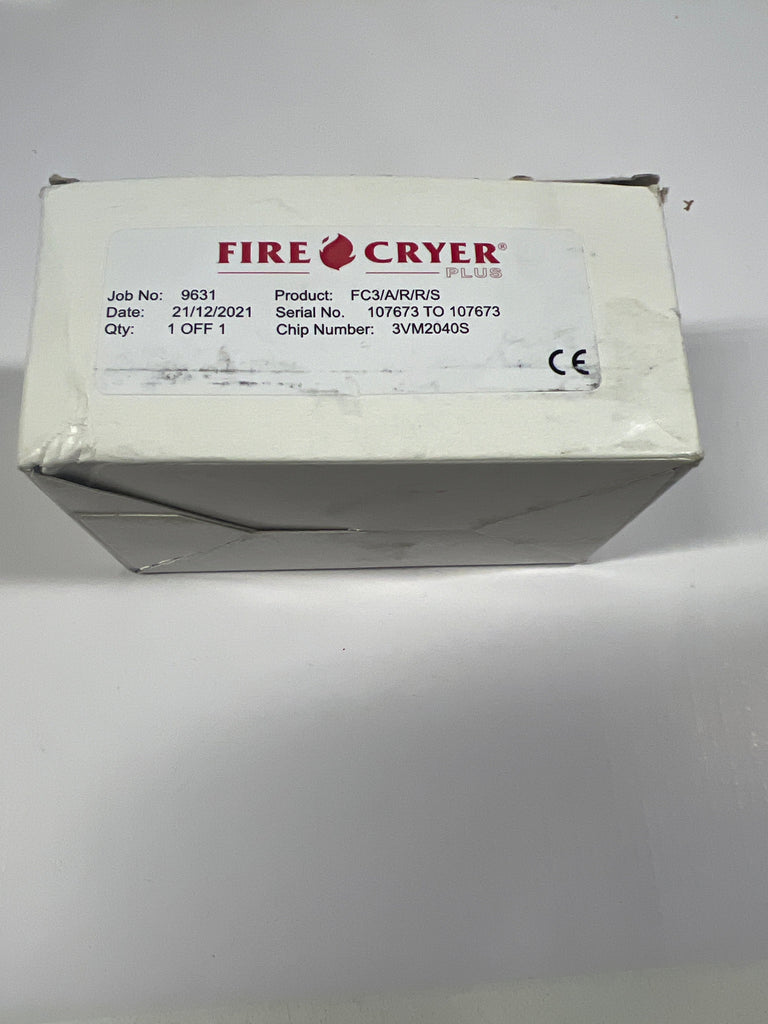 FIRE CRYER®
PLUS
Job No: 9631 Product: FC3/A/R/R/S
Date: 21/12/2021 Serial No. 107673 TO 107673
Qty: 1 OFF 1 Chip Number: 3VM2040S
CE